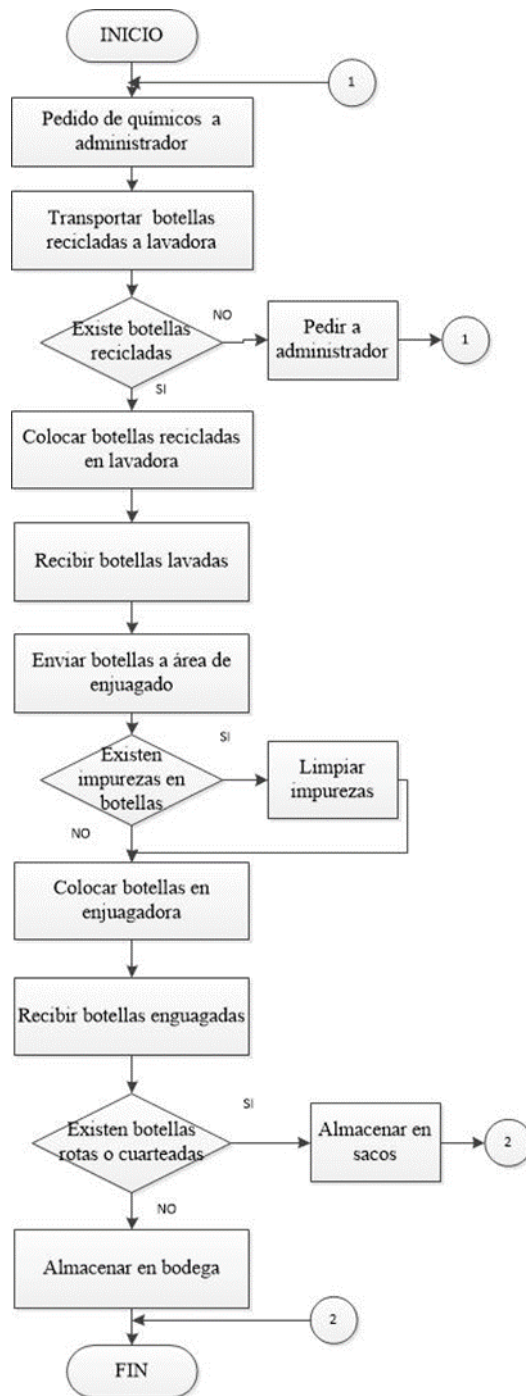 INICIO
1
Pedido de químicos a
administrador
Transportar botellas
recicladas a lavadora
Existe botellas
recicladas
NO
Pedir a
administrador
1
SI
Colocar botellas recicladas
en lavadora
Recibir botellas lavadas
Enviar botellas a área de
enjuagado
Existen
impurezas en
botellas
SI
Limpiar
impurezas
NO
Colocar botellas en
enjuagadora
Recibir botellas enguagadas
Existen botellas
rotas o cuarteadas
SI
Almacenar en
sacos
2
NO
Almacenar en bodega
2
FIN